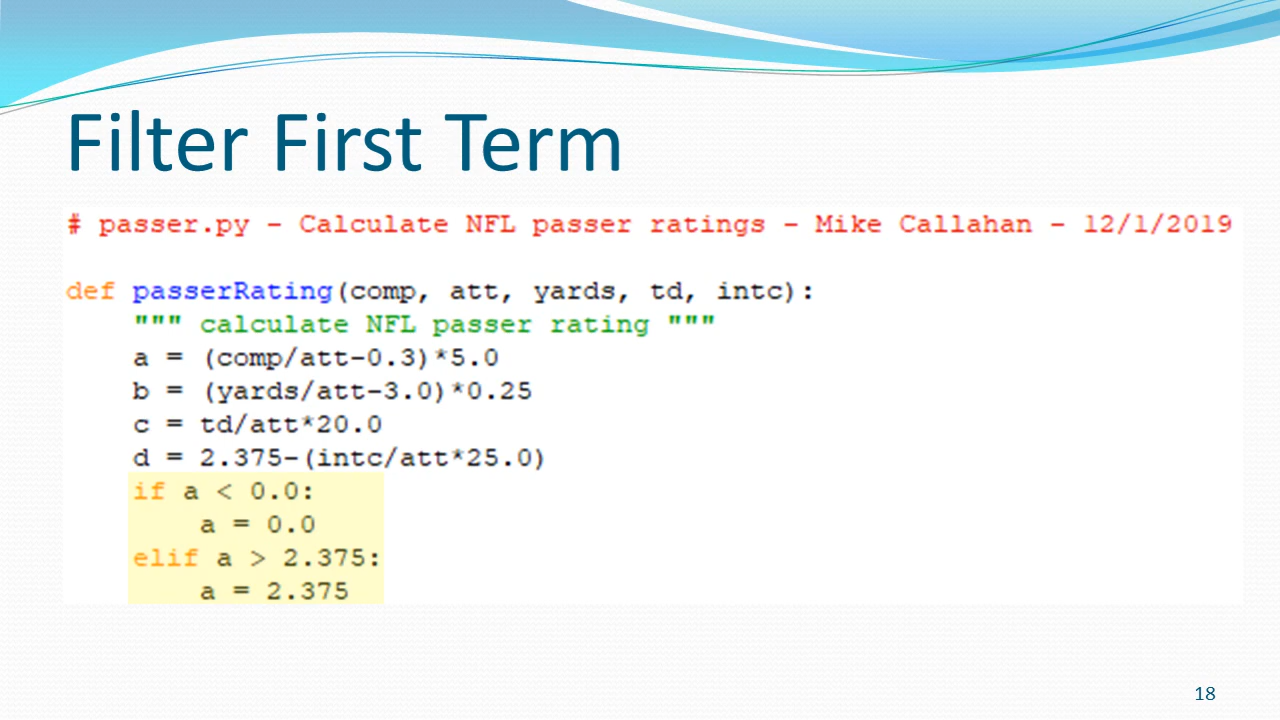 Filter First Term
# passer.py - Calculate NFL passer ratings - Mike Callahan - 12/1/2019
def passerRating(comp, att, yards, td, intc):
    """ calculate NFL passer rating """
    a = (comp/att-0.3)*5.0
    b = (yards/att-3.0)*0.25
    c = td/att*20.0
    d = 2.375-(intc/att*25.0)
    if a < 0.0:
        a = 0.0
    elif a > 2.375:
        a = 2.375
18